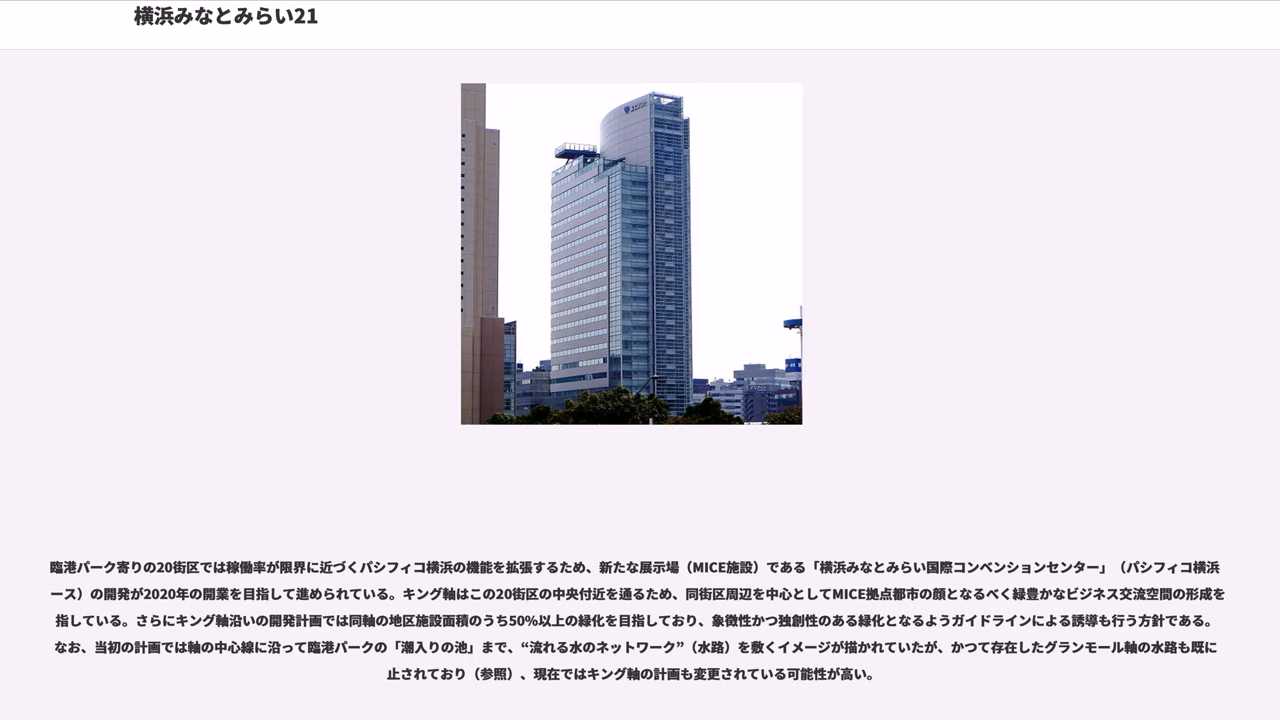 横浜みなとみらい21
臨港パーク寄りの20街区では稼働率が限界に近づくパシフィコ横浜の機能を拡張するため、新たな展示場（MICE施設）である「横浜みなとみらい国際コンベンションセンター」（パシフィコ横浜
ース）の開発が2020年の開業を目指して進められている。キング軸はこの20街区の中央付近を通るため、同街区周辺を中心としてMICE拠点都市の顔となるべく緑豊かなビジネス交流空間の形成を
指している。さらにキング軸沿いの開発計画では同軸の地区施設面積のうち50%以上の緑化を目指しており、象徴性かつ独創性のある緑化となるようガイドラインによる誘導も行う方針である。
なお、当初の計画では軸の中心線に沿って臨港パークの「潮入りの池」まで、“流れる水のネットワーク”（水路）を敷くイメージが描かれていたが、かつて存在したグランモール軸の水路も既に
止されており（参照）、現在ではキング軸の計画も変更されている可能性が高い。